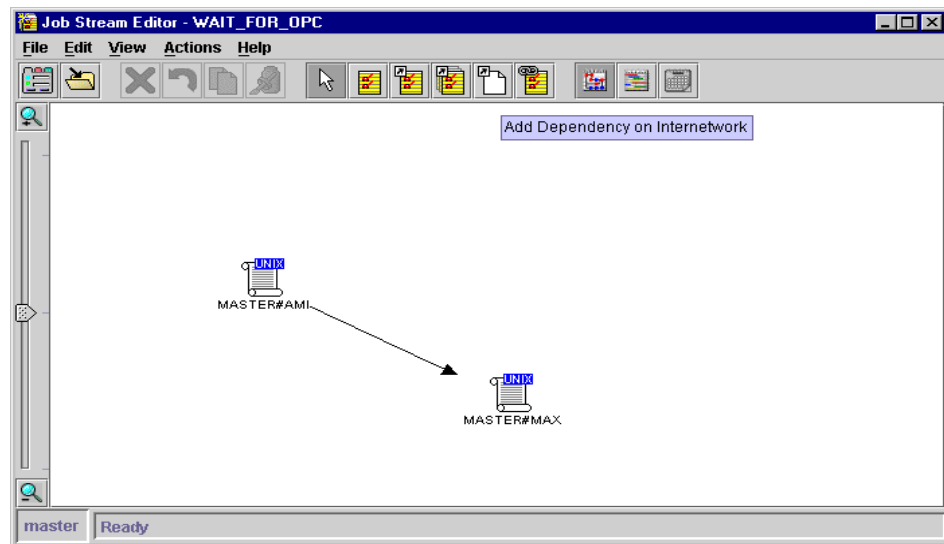 Job Stream Editor - WAIT_FOR_OPC
File Edit View Actions Help
Add Dependency on Internetwork
UNIX
MASTER#AMI
UNIX
MASTER#MAX
master Ready